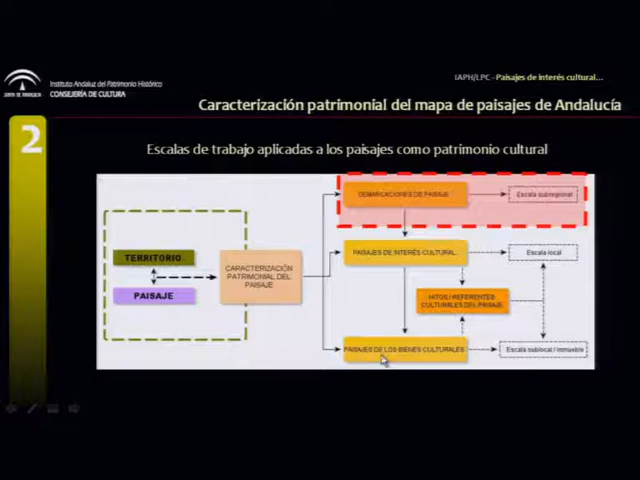 IAPH/LPC - Paisajes de interés cultural...
JUNTA DE ANDALUCIA
Instituto Andaluz del Patrimonio Histórico
CONSEJERÍA DE CULTURA
Caracterización patrimonial del mapa de paisajes de Andalucía
2
Escalas de trabajo aplicadas a los paisajes como patrimonio cultural
DEMARCACIONES DE PAISAJE
Escala subregional
TERRITORIO
PAISAJE
CARACTERIZACIÓN
PATRIMONIAL DEL
PAISAJE
PAISAJES DE INTERÉS CULTURAL
Escala local
HITOS / REFERENTES
CULTURALES DEL PAISAJE
PAISAJES DE LOS BIENES CULTURALES
Escala sublocal / inmueble